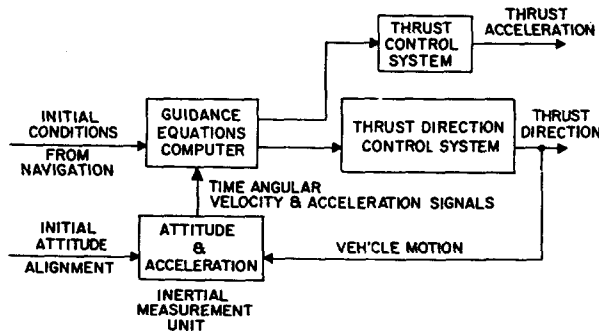 THRUST
CONTROL
SYSTEM
THRUST
ACCELERATION
INITIAL
CONDITIONS
FROM
NAVIGATION
GUIDANCE
EQUATIONS
COMPUTER
THRUST DIRECTION
CONTROL SYSTEM
THRUST
DIRECTION
TIME ANGULAR
VELOCITY & ACCELERATION SIGNALS
INITIAL
ATTITUDE
ALIGNMENT
ATTITUDE
&
ACCELERATION
VEH'CLE MOTION
INERTIAL
MEASUREMENT
UNIT